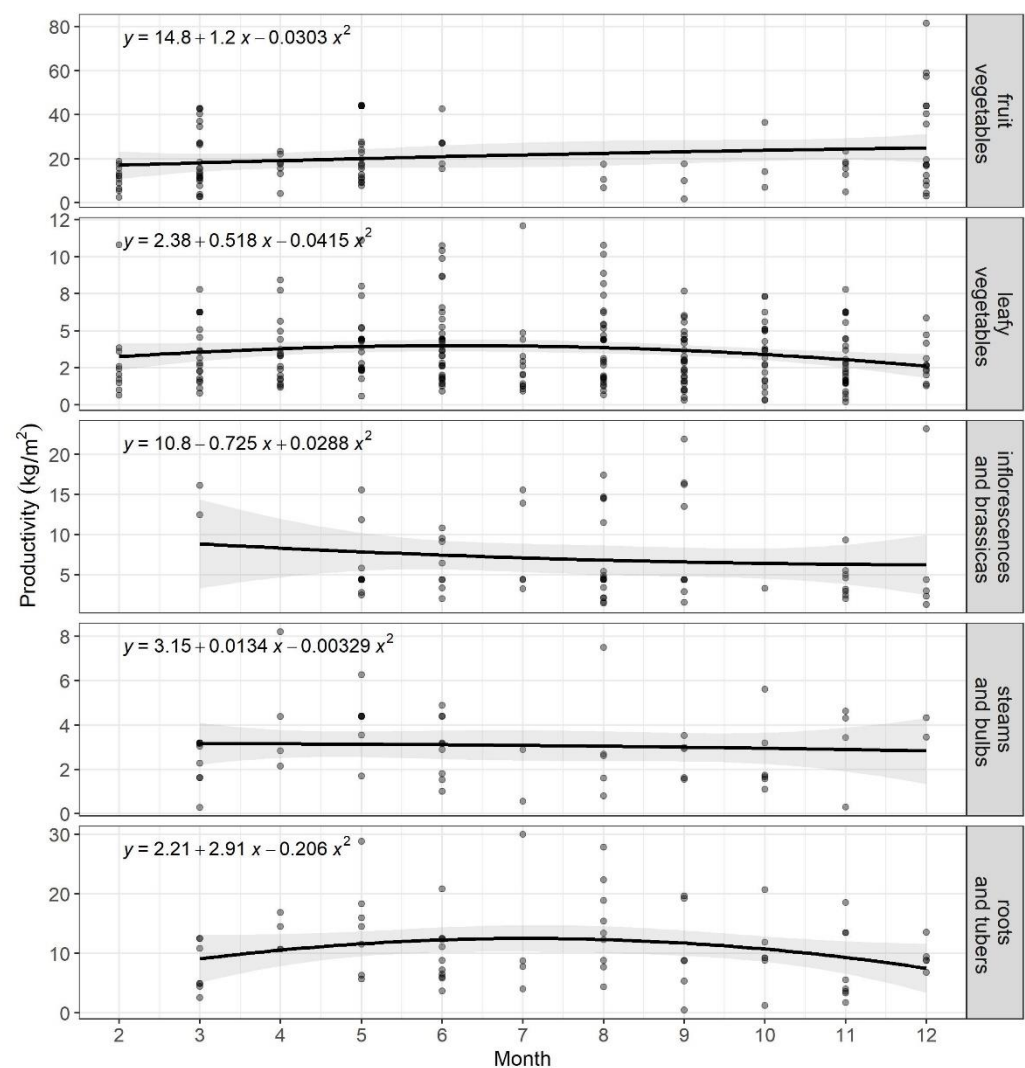 80
60
40
20
0
y = 14.8 + 1.2 x − 0.0303 x²
fruit
vegetables
12
10
8
5
2
0
y = 2.38 + 0.518 x − 0.0415 x²
leafy
vegetables
20
15
10
5
y = 10.8 − 0.725 x + 0.0288 x²
inflorescences
and brassicas
8
6
4
2
0
y = 3.15 + 0.0134 x − 0.00329 x²
steams
and bulbs
30
20
10
0
y = 2.21 + 2.91 x − 0.206 x²
roots
and tubers
Productivity (kg/m²)
2 3 4 5 6 7 8 9 10 11 12
Month